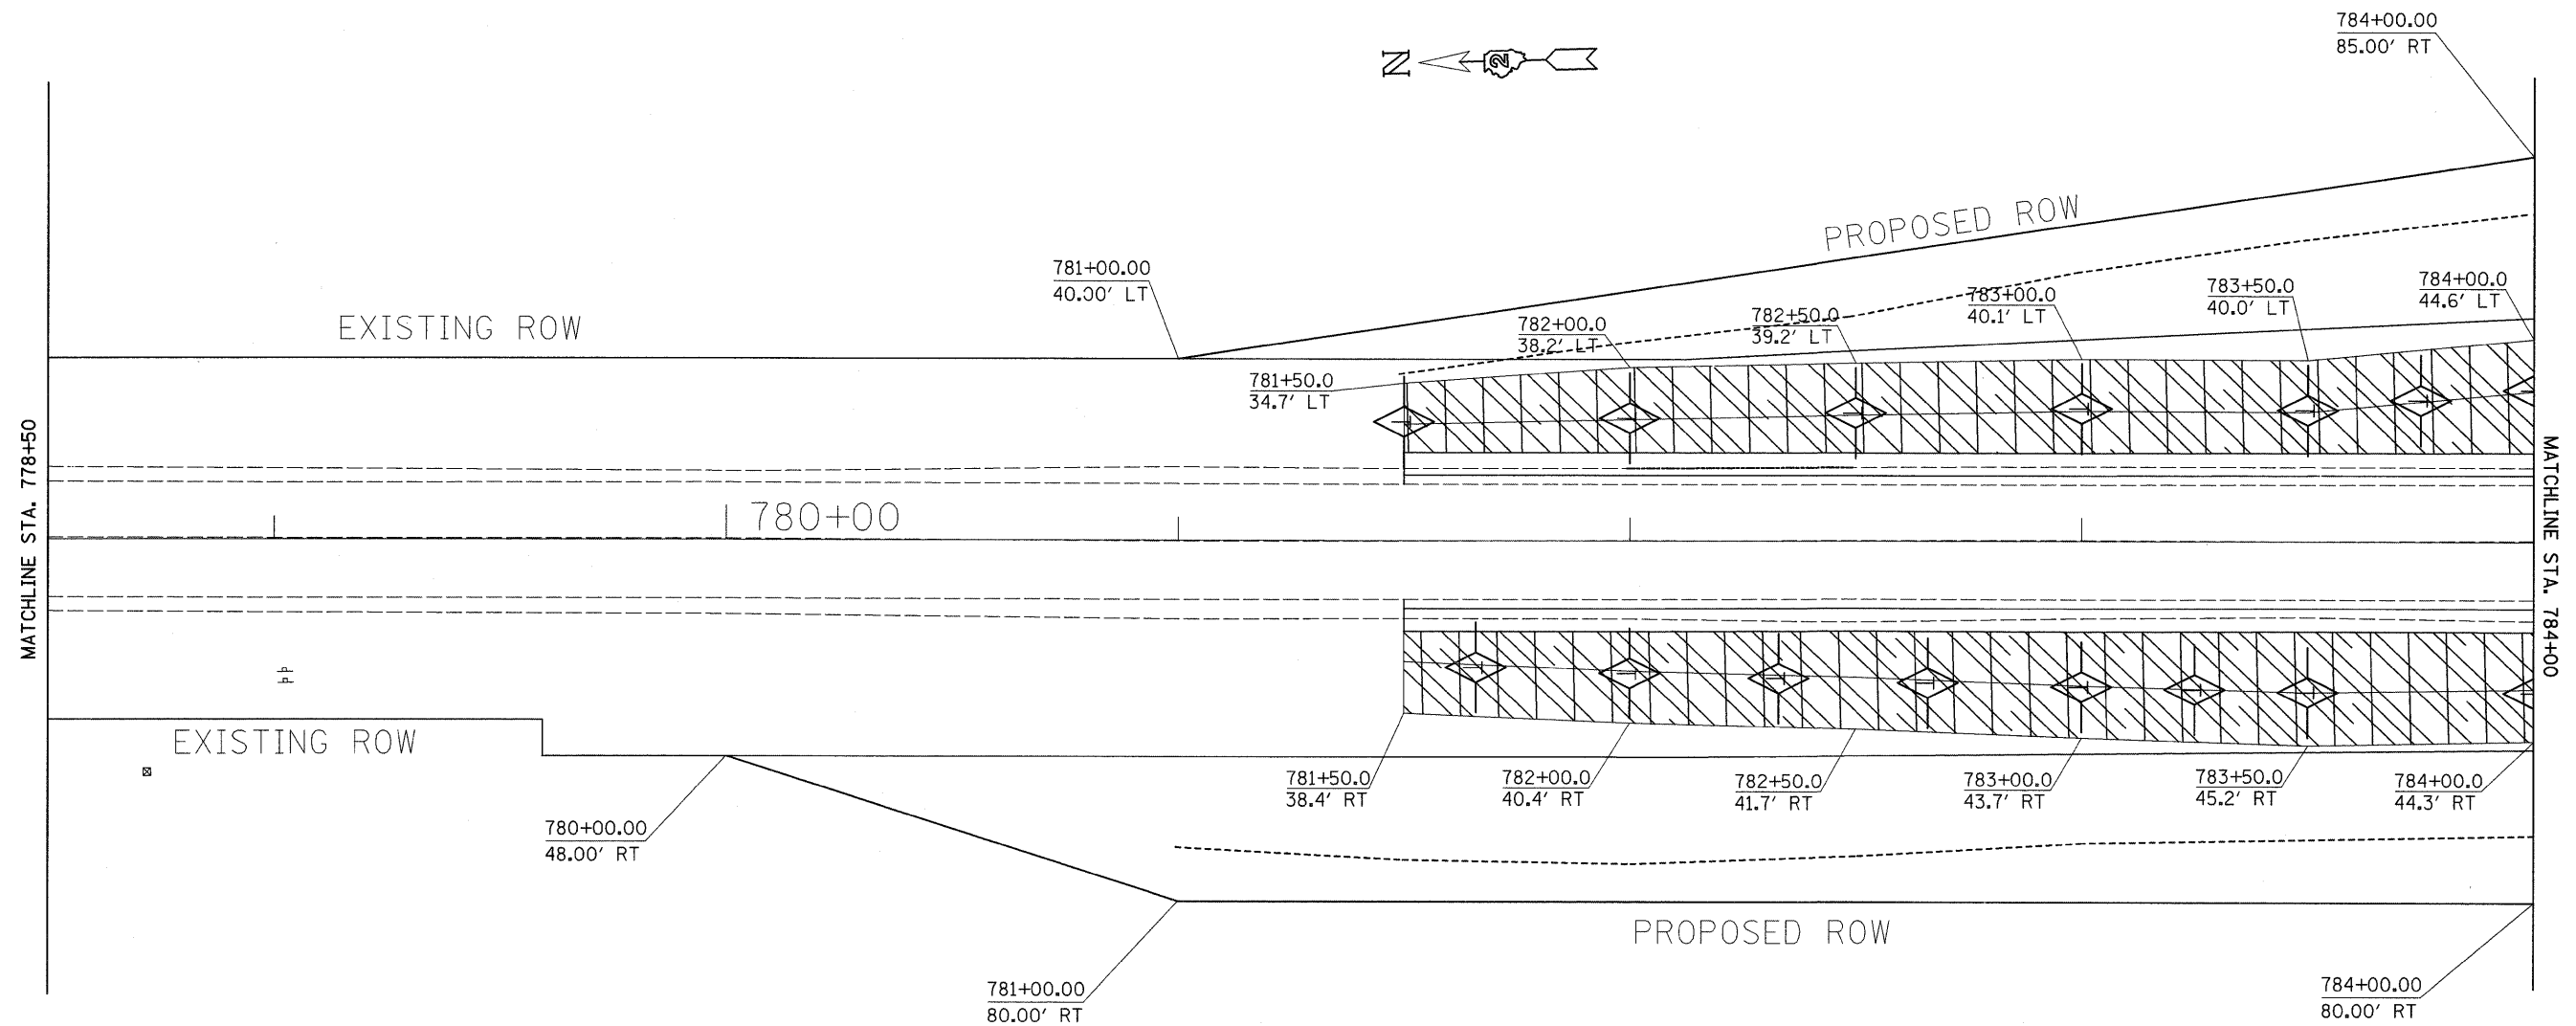 784+00.00
85.00' RT
N
2
PROPOSED ROW
781+00.00
40.00' LT
EXISTING ROW
781+50.0
34.7' LT
782+00.0
38.2' LT
782+50.0
39.2' LT
783+00.0
40.1' LT
783+50.0
40.0' LT
784+00.0
44.6' LT
MATCHLINE STA. 778+50
780+00
MATCHLINE STA. 784+00
EXISTING ROW
780+00.00
48.00' RT
781+50.0
38.4' RT
782+00.0
40.4' RT
782+50.0
41.7' RT
783+00.0
43.7' RT
783+50.0
45.2' RT
784+00.0
44.3' RT
PROPOSED ROW
781+00.00
80.00' RT
784+00.00
80.00' RT